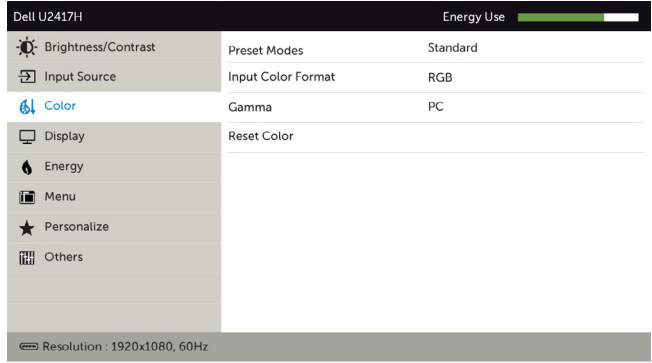 Dell U2417H Energy Use
Brightness/Contrast Preset Modes Standard
Input Source Input Color Format RGB
Color Gamma PC
Display Reset Color
Energy
Menu
Personalize
Others
Resolution : 1920x1080, 60Hz